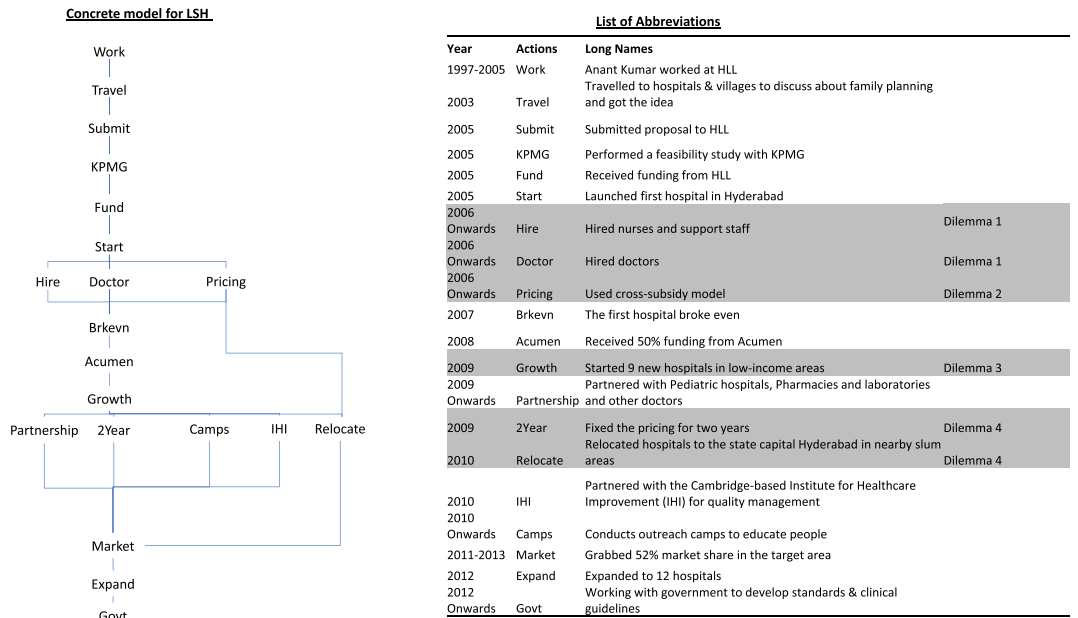 Concrete model for LSH
Work
Travel
Submit
KPMG
Fund
Start
Hire Doctor Pricing
Brkevn
Acumen
Growth
Partnership 2Year Camps IHI Relocate
Market
Expand
Govt
List of Abbreviations
Year Actions Long Names
1997-2005 Work Anant Kumar worked at HLL
Travelled to hospitals & villages to discuss about family planning
2003 Travel and got the idea
2005 Submit Submitted proposal to HLL
2005 KPMG Performed a feasibility study with KPMG
2005 Fund Received funding from HLL
2005 Start Launched first hospital in Hyderabad
2006
Onwards Hire Hired nurses and support staff Dilemma 1
2006
Onwards Doctor Hired doctors Dilemma 1
2006
Onwards Pricing Used cross-subsidy model Dilemma 2
2007 Brkevn The first hospital broke even
2008 Acumen Received 50% funding from Acumen
2009 Growth Started 9 new hospitals in low-income areas Dilemma 3
2009 Partnered with Pediatric hospitals, Pharmacies and laboratories
Onwards Partnership and other doctors
2009 2Year Fixed the pricing for two years Dilemma 4
Relocated hospitals to the state capital Hyderabad in nearby slum
2010 Relocate areas Dilemma 4
Partnered with the Cambridge-based Institute for Healthcare
2010 IHI Improvement (IHI) for quality management
2010
Onwards Camps Conducts outreach camps to educate people
2011-2013 Market Grabbed 52% market share in the target area
2012 Expand Expanded to 12 hospitals
2012 Working with government to develop standards & clinical
Onwards Govt guidelines